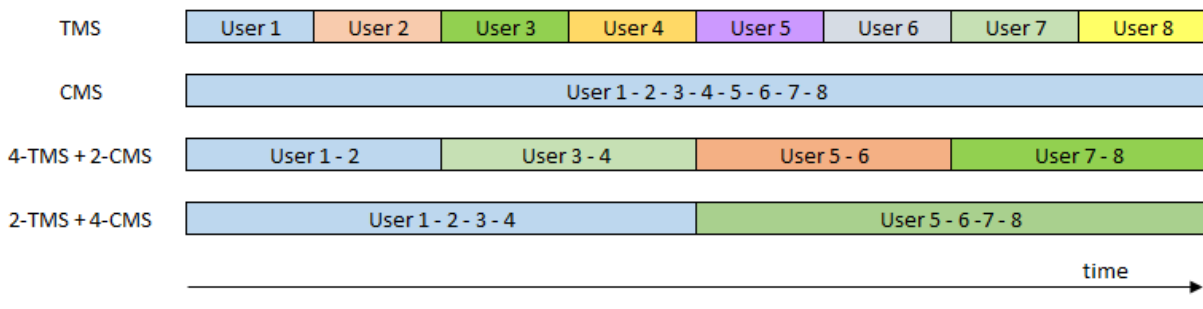 TMS User 1 User 2 User 3 User 4 User 5 User 6 User 7 User 8
CMS User 1 - 2 - 3 - 4 - 5 - 6 - 7 - 8
4-TMS + 2-CMS User 1 - 2 User 3 - 4 User 5 - 6 User 7 - 8
2-TMS + 4-CMS User 1 - 2 - 3 - 4 User 5 - 6 -7 - 8
time